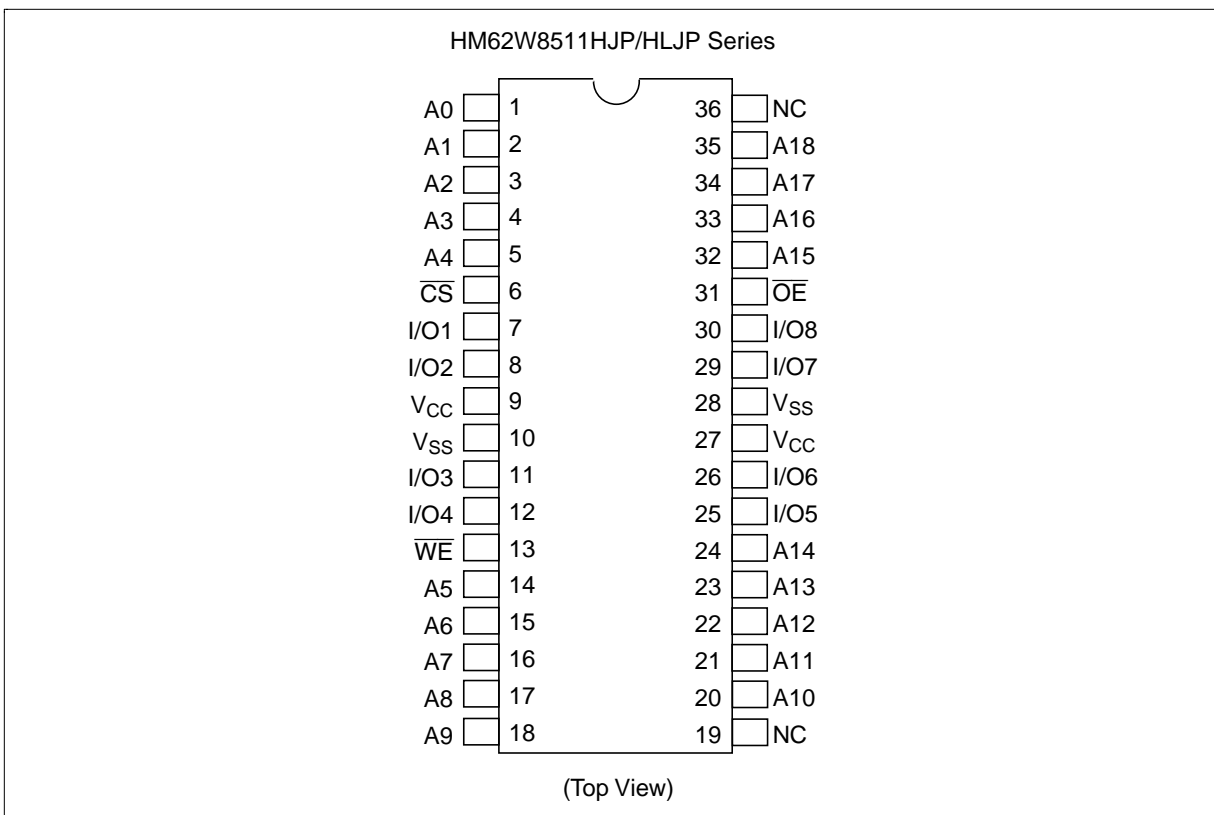 HM62W8511HJP/HLJP Series
A0 1 36 NC
A1 2 35 A18
A2 3 34 A17
A3 4 33 A16
A4 5 32 A15
C̅S̅ 6 31 O̅E̅
I/O1 7 30 I/O8
I/O2 8 29 I/O7
VCC 9 28 VSS
VSS 10 27 VCC
I/O3 11 26 I/O6
I/O4 12 25 I/O5
W̅E̅ 13 24 A14
A5 14 23 A13
A6 15 22 A12
A7 16 21 A11
A8 17 20 A10
A9 18 19 NC
(Top View)